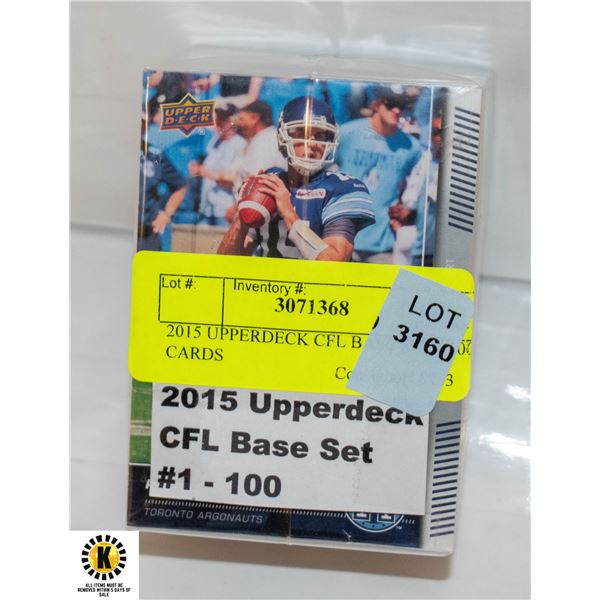 UPPER
D·E·C·K
Lot #:
Inventory #:
3071368
LOT
3160
2015 UPPERDECK CFL B
CARDS
2015 Upperdeck
CFL Base Set
#1 - 100
TORONTO ARGONAUTS
K
ALL ITEMS MUST BE
REMOVED WITHIN 5 DAYS OF
SALE